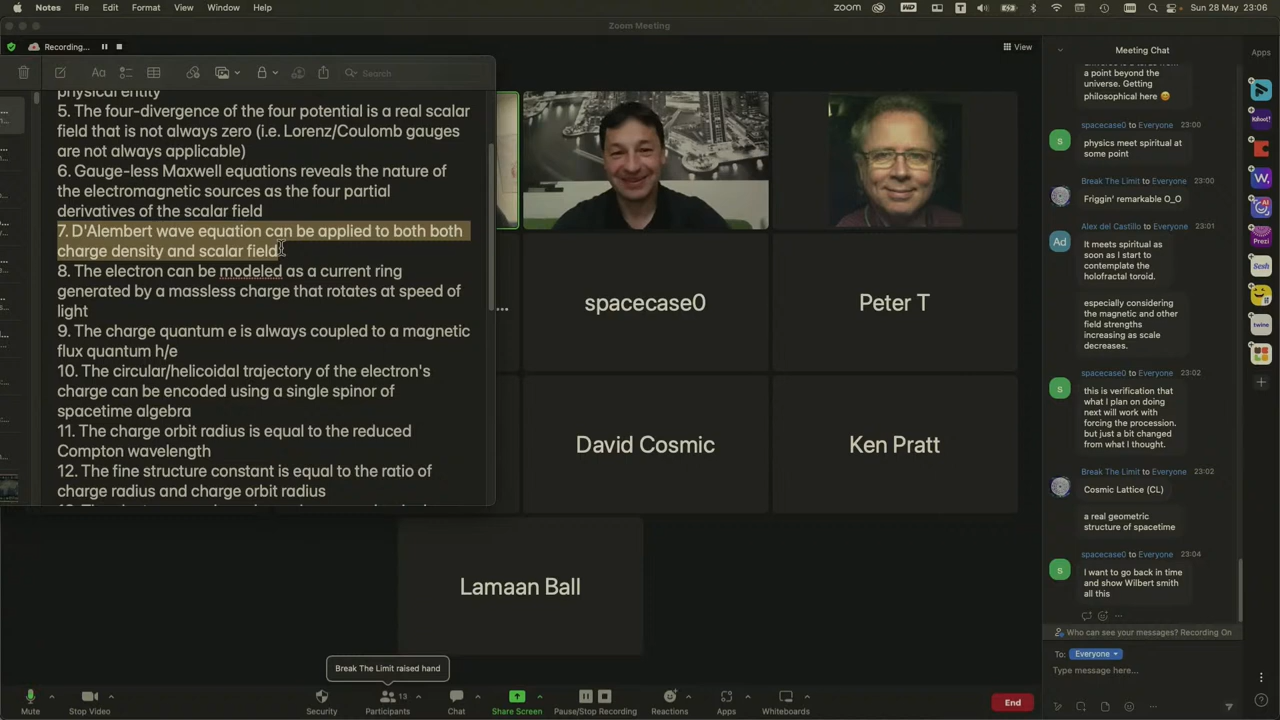 Notes File Edit Format View Window Help
zoom
Sun 28 May 23:06
Zoom Meeting
Recording...
View
Search
physical entity
5. The four-divergence of the four potential is a real scalar
field that is not always zero (i.e. Lorenz/Coulomb gauges
are not always applicable)
6. Gauge-less Maxwell equations reveals the nature of
the electromagnetic sources as the four partial
derivatives of the scalar field
7. D'Alembert wave equation can be applied to both both
charge density and scalar field
8. The electron can be modeled as a current ring
generated by a massless charge that rotates at speed of
light
9. The charge quantum e is always coupled to a magnetic
flux quantum h/e
10. The circular/helicoidal trajectory of the electron's
charge can be encoded using a single spinor of
spacetime algebra
11. The charge orbit radius is equal to the reduced
Compton wavelength
12. The fine structure constant is equal to the ratio of
charge radius and charge orbit radius
...
spacecase0
Peter T
David Cosmic
Ken Pratt
Lamaan Ball
Break The Limit raised hand
Mute
Stop Video
Security
Participants 13
Chat
Share Screen
Pause/Stop Recording
Reactions
Apps
Whiteboards
End
Meeting Chat
a point beyond the
universe. Getting
philosophical here 😊
spacecase0 to Everyone 23:00
s
physics meet spiritual at
some point
Break The Limit to Everyone 23:00
Friggin' remarkable O_O
Alex del Castillo to Everyone 23:01
Ad
It meets spiritual as
soon as I start to
contemplate the
holofractal toroid.
especially considering
the magnetic and other
field strengths
increasing as scale
decreases.
spacecase0 to Everyone 23:02
s
this is verification that
what I plan on doing
next will work with
forcing the procession.
but just a bit changed
from what I thought.
Break The Limit to Everyone 23:02
Cosmic Lattice (CL)
a real geometric
structure of spacetime
spacecase0 to Everyone 23:04
s
I want to go back in time
and show Wilbert smith
all this
Who can see your messages? Recording On
To: Everyone
Type message here...
Apps
Kahoot!
Sesh
twine